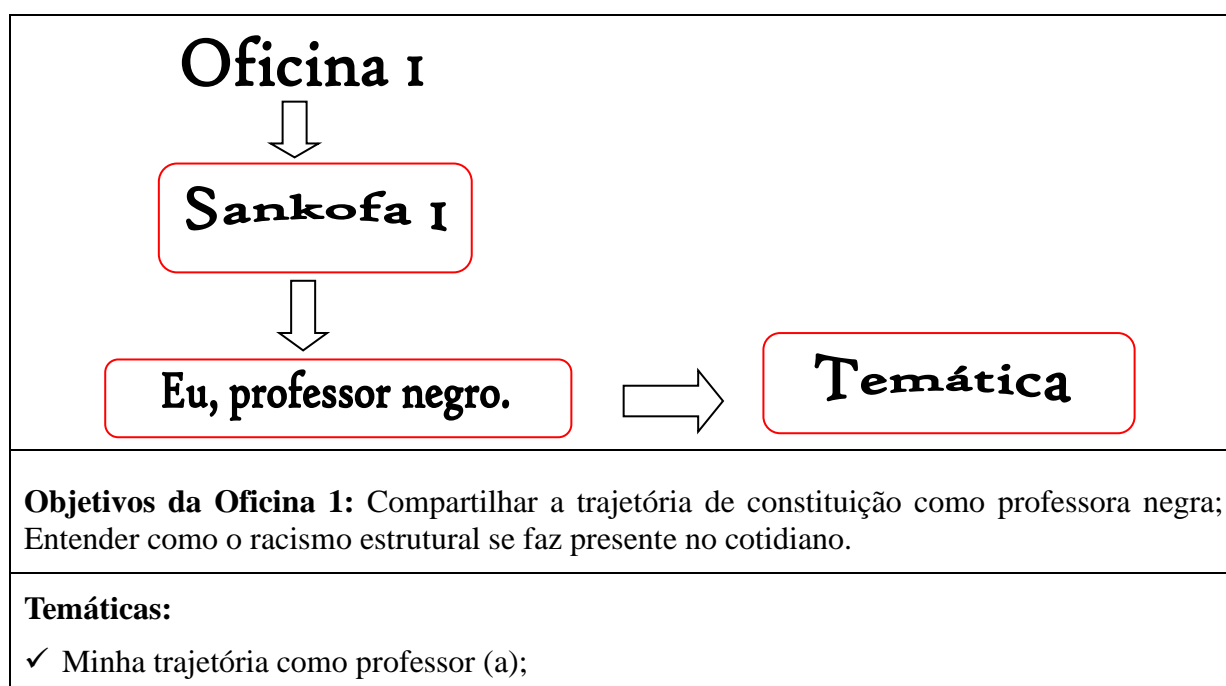 Oficina 1
Sankofa 1
Eu, professor negro.
Temática
Objetivos da Oficina 1: Compartilhar a trajetória de constituição como professora negra;
Entender como o racismo estrutural se faz presente no cotidiano.
Temáticas:
✓ Minha trajetória como professor (a);